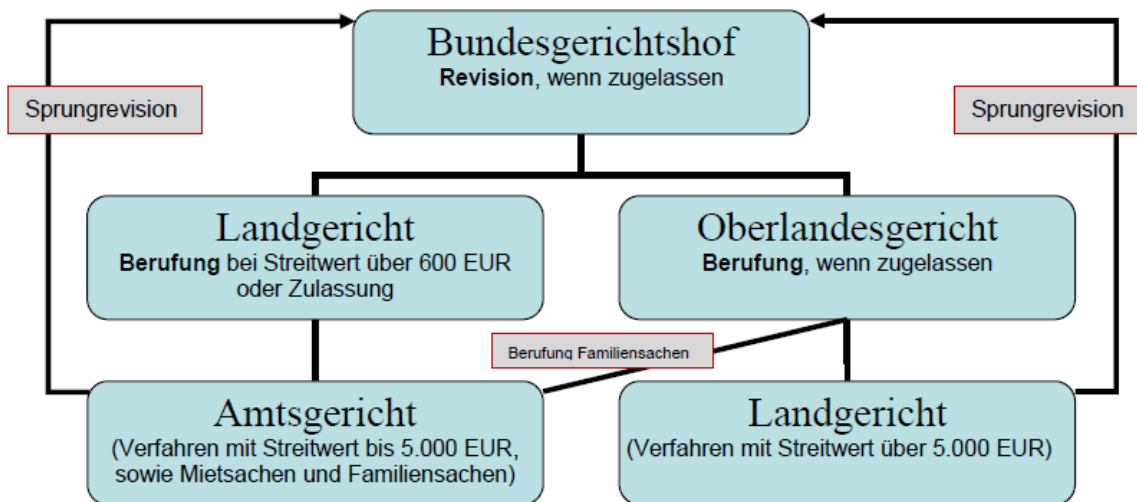 Bundesgerichtshof
Revision, wenn zugelassen
Sprungrevision
Sprungrevision
Landgericht
Berufung bei Streitwert über 600 EUR
oder Zulassung
Oberlandesgericht
Berufung, wenn zugelassen
Berufung Familiensachen
Amtsgericht
(Verfahren mit Streitwert bis 5.000 EUR,
sowie Mietsachen und Familiensachen)
Landgericht
(Verfahren mit Streitwert über 5.000 EUR)